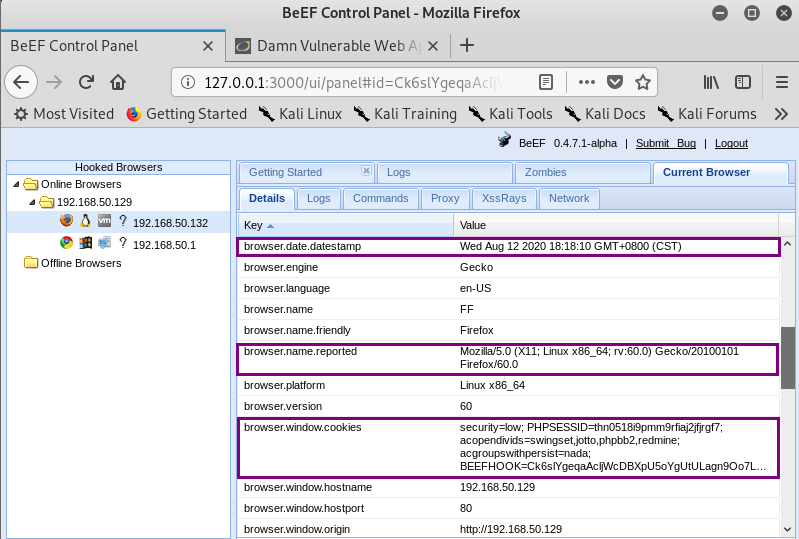 BeEF Control Panel - Mozilla Firefox
BeEF Control Panel
Damn Vulnerable Web Ap
127.0.0.1:3000/ui/panel#id=Ck6slYgeqaAcljW
Most Visited Getting Started Kali Linux Kali Training Kali Tools Kali Docs Kali Forums
BeEF 0.4.7.1-alpha | Submit Bug | Logout
Hooked Browsers
Online Browsers
192.168.50.129
192.168.50.132
192.168.50.1
Offline Browsers
Getting Started Logs Zombies Current Browser
Details Logs Commands Proxy XssRays Network
Key Value
browser.date.datestamp Wed Aug 12 2020 18:18:10 GMT+0800 (CST)
browser.engine Gecko
browser.language en-US
browser.name FF
browser.name.friendly Firefox
browser.name.reported Mozilla/5.0 (X11; Linux x86_64; rv:60.0) Gecko/20100101
Firefox/60.0
browser.platform Linux x86_64
browser.version 60
browser.window.cookies security=low; PHPSESSID=thn0518i9pmm9rfiaj2jfjrgf7;
acopendivids=swingset,jotto,phpbb2,redmine;
acgroupswithpersist=nada;
BEEFHOOK=Ck6slYgeqaAcljWcDBXpU5oYgUtULagn9Oo7L...
browser.window.hostname 192.168.50.129
browser.window.hostport 80
browser.window.origin http://192.168.50.129